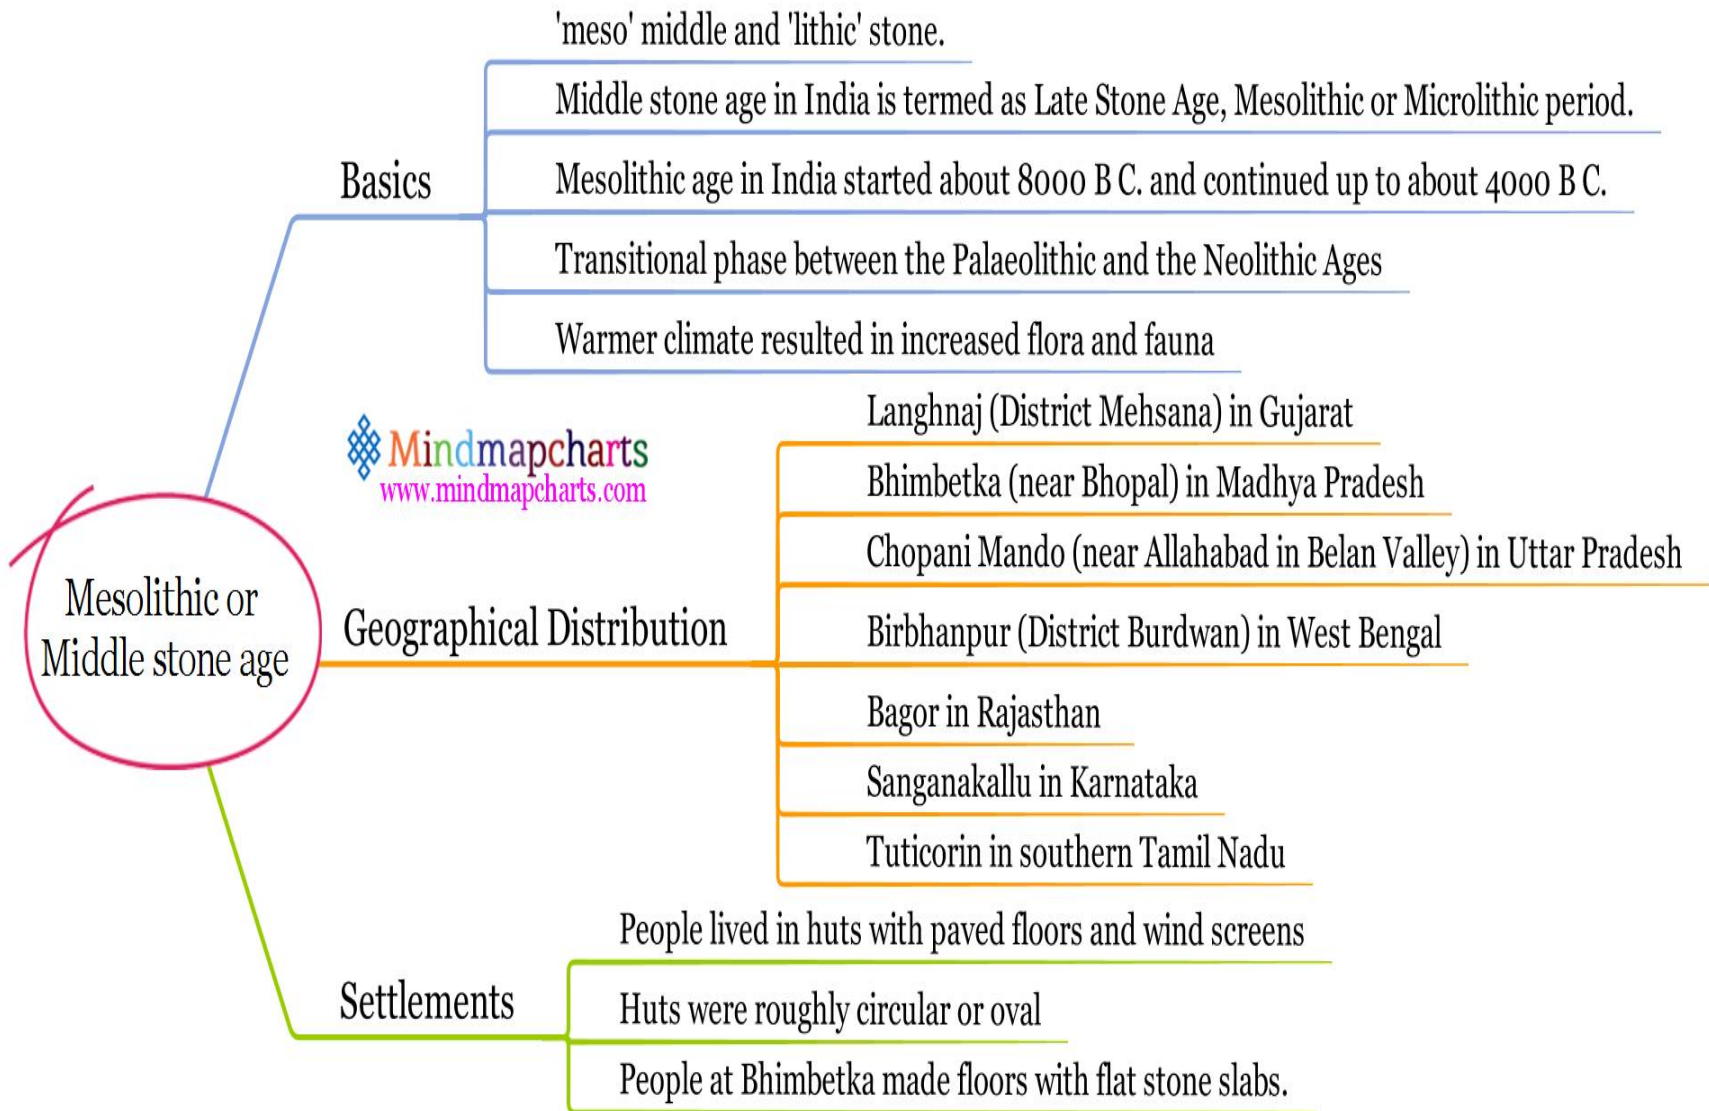 'meso' middle and 'lithic' stone.
Middle stone age in India is termed as Late Stone Age, Mesolithic or Microlithic period.
Basics
Mesolithic age in India started about 8000 B C. and continued up to about 4000 B C.
Transitional phase between the Palaeolithic and the Neolithic Ages
Warmer climate resulted in increased flora and fauna
Mindmapcharts
www.mindmapcharts.com
Mesolithic or
Middle stone age
Geographical Distribution
Langhnaj (District Mehsana) in Gujarat
Bhimbetka (near Bhopal) in Madhya Pradesh
Chopani Mando (near Allahabad in Belan Valley) in Uttar Pradesh
Birbhanpur (District Burdwan) in West Bengal
Bagor in Rajasthan
Sanganakallu in Karnataka
Tuticorin in southern Tamil Nadu
Settlements
People lived in huts with paved floors and wind screens
Huts were roughly circular or oval
People at Bhimbetka made floors with flat stone slabs.